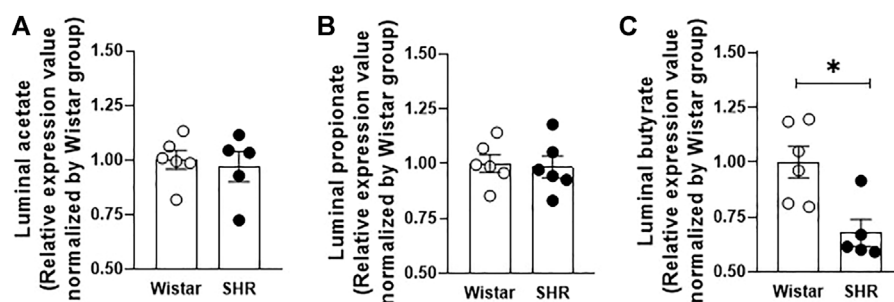 A
Luminal acetate
(Relative expression value
normalized by Wistar group)
1.50
1.25
1.00
0.75
0.50
Wistar SHR
B
Luminal propionate
(Relative expression value
normalized by Wistar group)
1.50
1.25
1.00
0.75
0.50
Wistar SHR
C
Luminal butyrate
(Relative expression value
normalized by Wistar group)
1.50
1.25
1.00
0.75
0.50
*
Wistar SHR